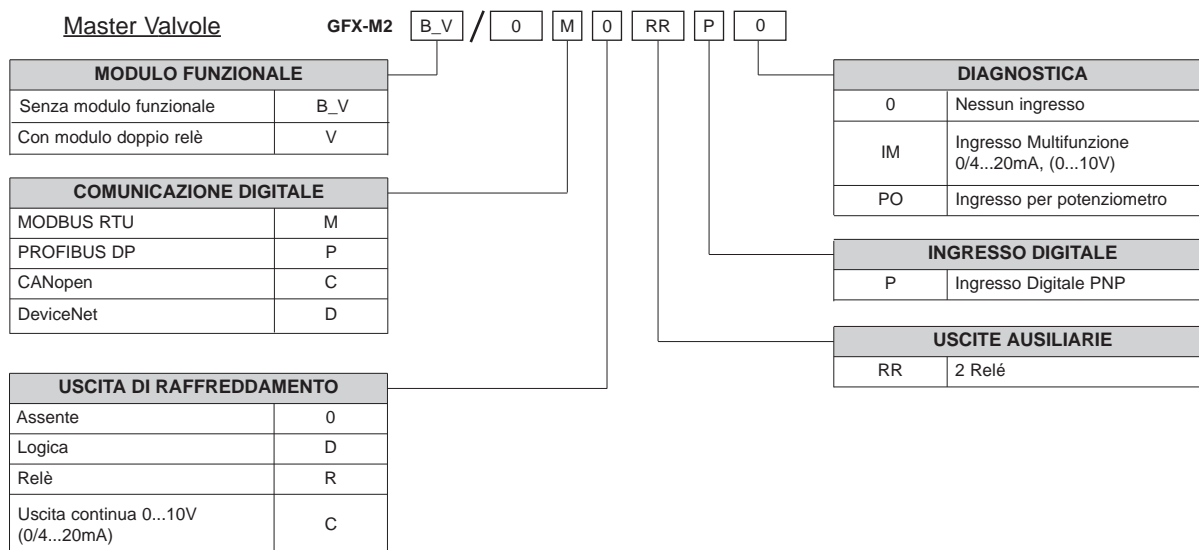 Master Valvole
GFX-M2 B_V / 0 M 0 RR P 0
MODULO FUNZIONALE
Senza modulo funzionale B_V
Con modulo doppio relè V
COMUNICAZIONE DIGITALE
MODBUS RTU M
PROFIBUS DP P
CANopen C
DeviceNet D
USCITA DI RAFFREDDAMENTO
Assente 0
Logica D
Relè R
Uscita continua 0...10V
(0/4...20mA) C
DIAGNOSTICA
0 Nessun ingresso
IM Ingresso Multifunzione
0/4...20mA, (0...10V)
PO Ingresso per potenziometro
INGRESSO DIGITALE
P Ingresso Digitale PNP
USCITE AUSILIARIE
RR 2 Relé